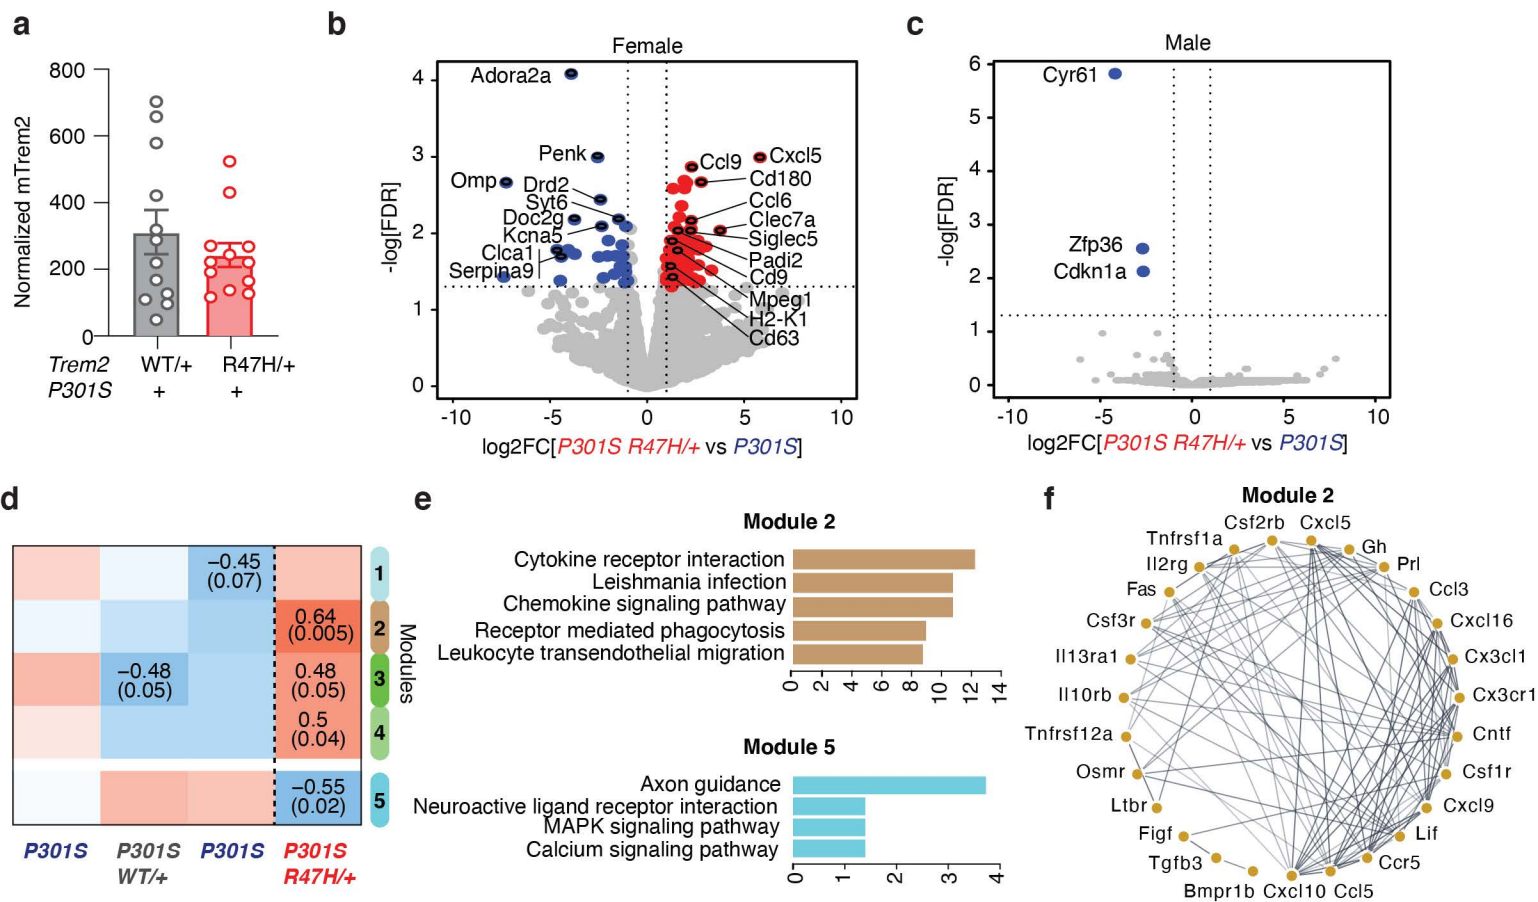 a
Normalized mTrem2
800
600
400
200
0
Trem2 WT/+ R47H/+
P301S + +
b
Female
-log[FDR]
4
3
2
1
0
Adora2a
Penk
Omp
Drd2
Syt6
Doc2g
Kcna5
Clca1
Serpina9
Ccl9
Cxcl5
Cd180
Ccl6
Clec7a
Siglec5
Padi2
Cd9
Mpeg1
H2-K1
Cd63
-10 -5 0 5 10
log2FC[P301S R47H/+ vs P301S]
c
Male
-log[FDR]
6
5
4
3
2
1
0
Cyr61
Zfp36
Cdkn1a
-10 -5 0 5 10
log2FC[P301S R47H/+ vs P301S]
d
−0.45
(0.07)
0.64
(0.005)
−0.48
(0.05)
0.48
(0.05)
0.5
(0.04)
−0.55
(0.02)
1
2
3
4
5
Modules
P301S
P301S
WT/+
P301S
P301S
R47H/+
e
Module 2
Cytokine receptor interaction
Leishmania infection
Chemokine signaling pathway
Receptor mediated phagocytosis
Leukocyte transendothelial migration
0 2 4 6 8 10 12 14
Module 5
Axon guidance
Neuroactive ligand receptor interaction
MAPK signaling pathway
Calcium signaling pathway
0 1 2 3 4
f
Module 2
Csf2rb
Cxcl5
Gh
Prl
Ccl3
Cxcl16
Cx3cl1
Cx3cr1
Cntf
Csf1r
Cxcl9
Lif
Ccr5
Ccl5
Cxcl10
Bmpr1b
Tgfb3
Figf
Ltbr
Osmr
Tnfrsf12a
Il10rb
Il13ra1
Csf3r
Fas
Il2rg
Tnfrsf1a